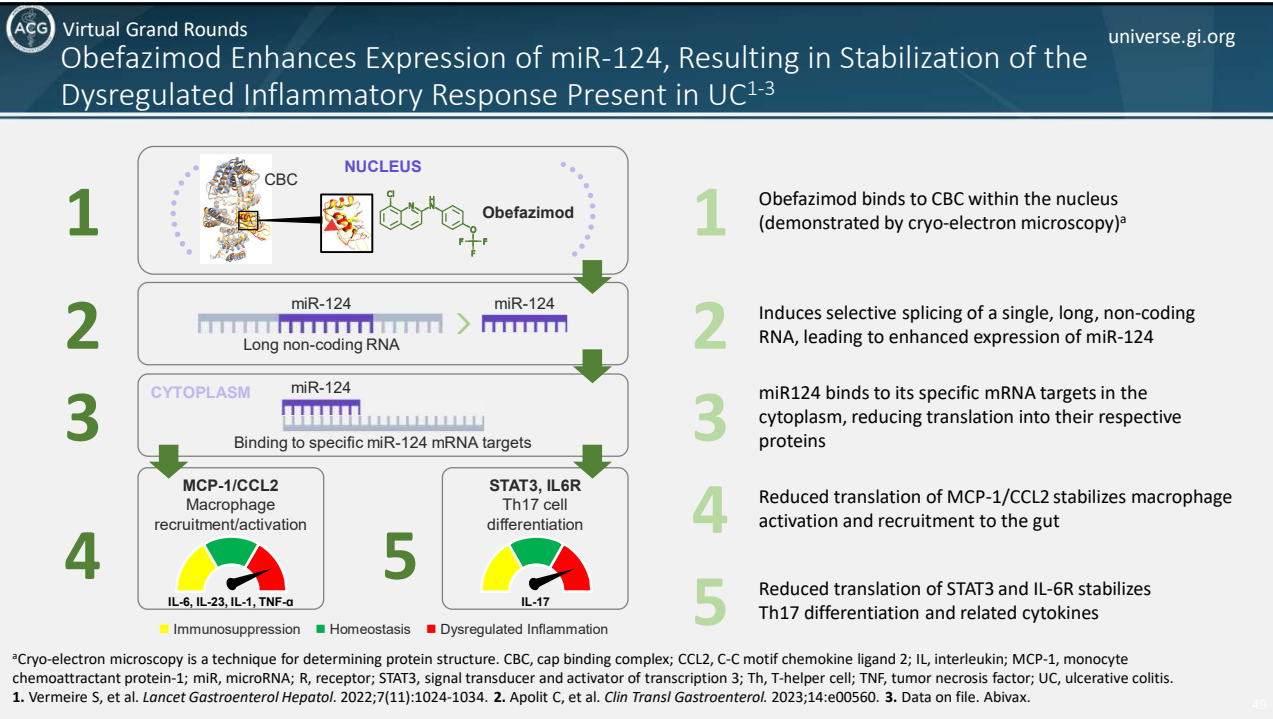 ACG
Virtual Grand Rounds
universe.gi.org
Obefazimod Enhances Expression of miR-124, Resulting in Stabilization of the
Dysregulated Inflammatory Response Present in UC1-3
1
CBC
NUCLEUS
Cl
N
H
N
O
F
F
F
Obefazimod
2
miR-124
miR-124
Long non-coding RNA
3
CYTOPLASM
miR-124
Binding to specific miR-124 mRNA targets
4
MCP-1/CCL2
Macrophage
recruitment/activation
IL-6, IL-23, IL-1, TNF-α
5
STAT3, IL6R
Th17 cell
differentiation
IL-17
Immunosuppression
Homeostasis
Dysregulated Inflammation
1
Obefazimod binds to CBC within the nucleus
(demonstrated by cryo-electron microscopy)a
2
Induces selective splicing of a single, long, non-coding
RNA, leading to enhanced expression of miR-124
3
miR124 binds to its specific mRNA targets in the
cytoplasm, reducing translation into their respective
proteins
4
Reduced translation of MCP-1/CCL2 stabilizes macrophage
activation and recruitment to the gut
5
Reduced translation of STAT3 and IL-6R stabilizes
Th17 differentiation and related cytokines
aCryo-electron microscopy is a technique for determining protein structure. CBC, cap binding complex; CCL2, C-C motif chemokine ligand 2; IL, interleukin; MCP-1, monocyte
chemoattractant protein-1; miR, microRNA; R, receptor; STAT3, signal transducer and activator of transcription 3; Th, T-helper cell; TNF, tumor necrosis factor; UC, ulcerative colitis.
1. Vermeire S, et al. Lancet Gastroenterol Hepatol. 2022;7(11):1024-1034. 2. Apolit C, et al. Clin Transl Gastroenterol. 2023;14:e00560. 3. Data on file. Abivax.
49